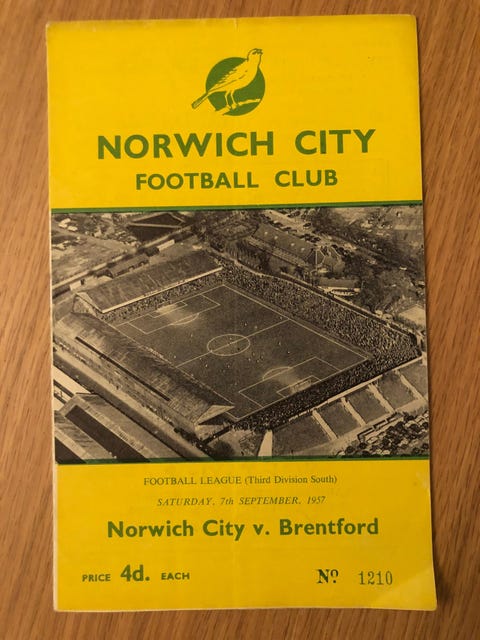 NORWICH CITY
FOOTBALL CLUB
FOOTBALL LEAGUE (Third Division South)
SATURDAY, 7th SEPTEMBER, 1957
Norwich City v. Brentford
PRICE 4d. EACH Nº 1210